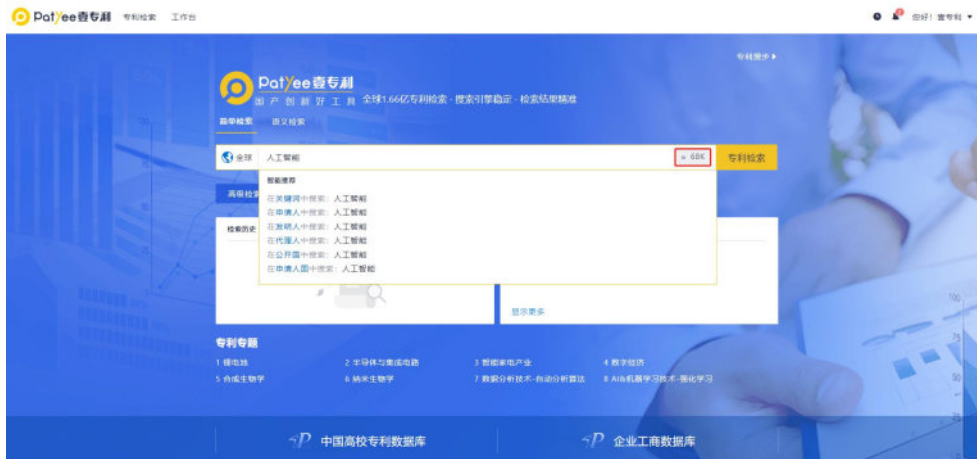 Patyee壹专利 专利检索 工作台
2
您好！壹专利
专利图步
Patyee壹专利
国产创新好工具 全球1.66亿专利检索 - 搜索引擎稳定 - 检索结果精准
简单检索 语义检索
全球 人工智能 ≈ 68K 专利检索
智能推荐
高级检索
在关键词中搜索：人工智能
在申请人中搜索：人工智能
检索历史
在发明人中搜索：人工智能
在代理人中搜索：人工智能
在公开国中搜索：人工智能
在申请人国中搜索：人工智能
显示更多
专利专题
1 锂电池 2 半导体与集成电路 3 智能家电产业 4 数字经济
5 合成生物学 6 纳米生物学 7 数据分析技术-自动分析算法 8 AI&机器学习技术-强化学习
中国高校专利数据库 企业工商数据库
100
75
50
25